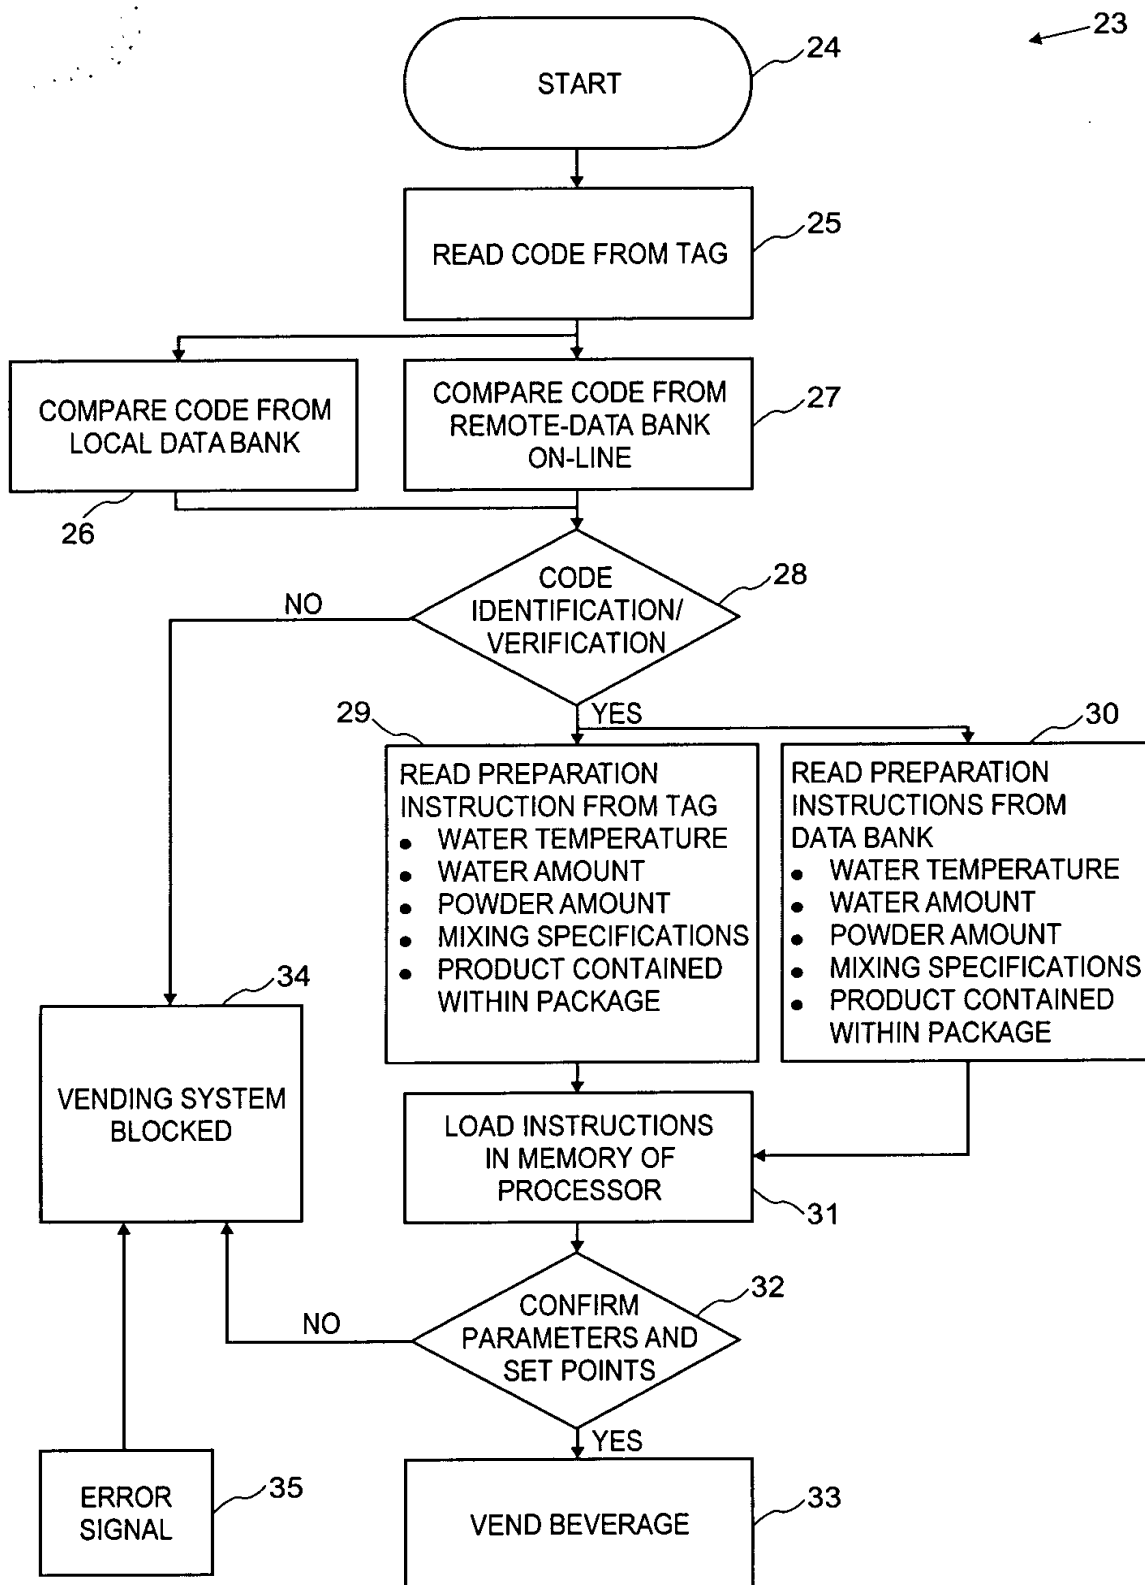 23
START
24
READ CODE FROM TAG
25
COMPARE CODE FROM
LOCAL DATA BANK
26
COMPARE CODE FROM
REMOTE-DATA BANK
ON-LINE
27
CODE
IDENTIFICATION/
VERIFICATION
28
NO
YES
29
READ PREPARATION
INSTRUCTION FROM TAG
• WATER TEMPERATURE
• WATER AMOUNT
• POWDER AMOUNT
• MIXING SPECIFICATIONS
• PRODUCT CONTAINED
WITHIN PACKAGE
30
READ PREPARATION
INSTRUCTIONS FROM
DATA BANK
• WATER TEMPERATURE
• WATER AMOUNT
• POWDER AMOUNT
• MIXING SPECIFICATIONS
• PRODUCT CONTAINED
WITHIN PACKAGE
34
VENDING SYSTEM
BLOCKED
LOAD INSTRUCTIONS
IN MEMORY OF
PROCESSOR
31
CONFIRM
PARAMETERS AND
SET POINTS
32
NO
YES
ERROR
SIGNAL
35
VEND BEVERAGE
33